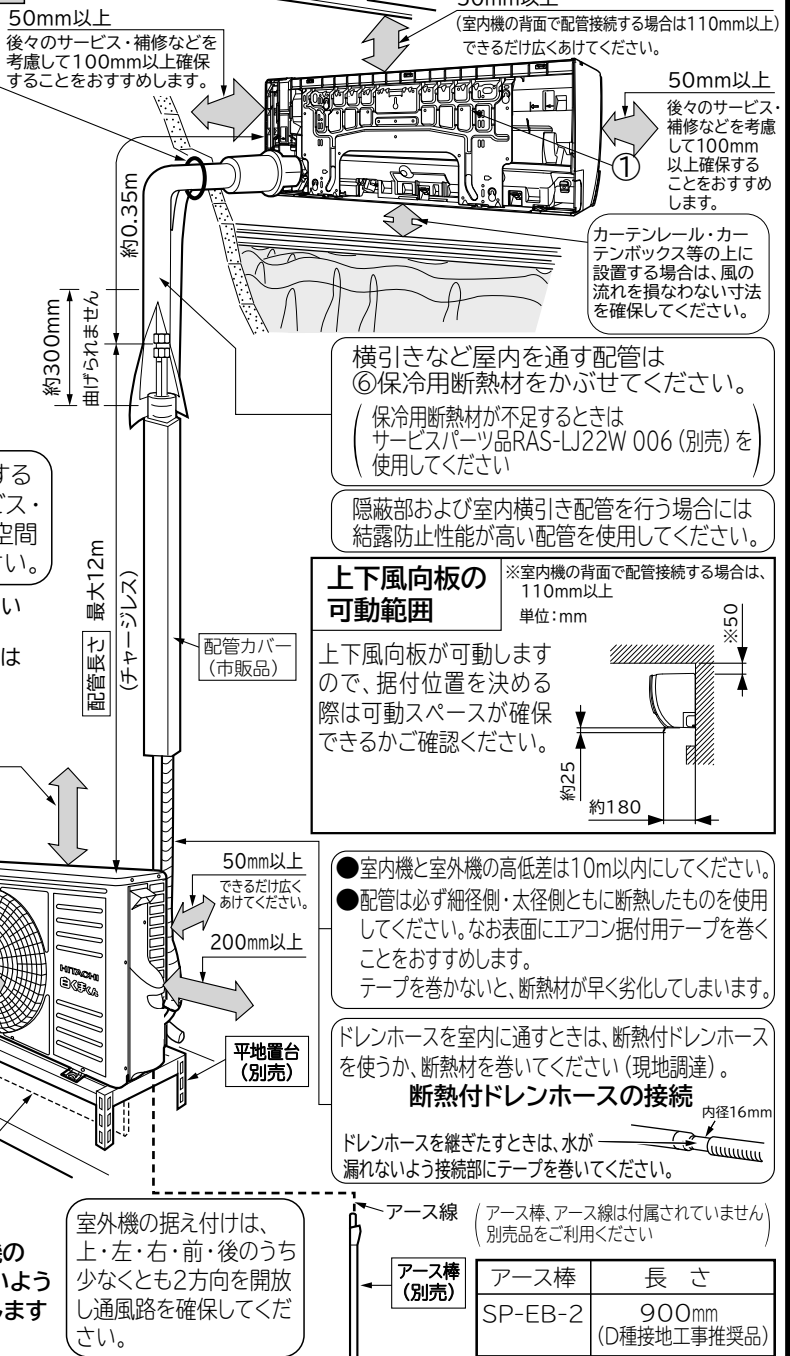 50mm以上
後々のサービス・補修などを
考慮して100mm以上確保
することをおすすめします。
50mm以上
(室内機の背面で配管接続する場合は110mm以上)
できるだけ広くあけてください。
50mm以上
後々のサービス・
補修などを考慮
して100mm
以上確保する
ことをおすすめ
します。
①
約0.35m
カーテンレール・カー
テンボックス等の上に
設置する場合は、風の
流れを損なわない寸法
を確保してください。
約300mm
曲げられません
横引きなど屋内を通す配管は
⑥保冷用断熱材をかぶせてください。
保冷用断熱材が不足するときは
サービスパーツ品RAS-LJ22W 006(別売)を
使用してください
隠蔽部および室内横引き配管を行う場合には
結露防止性能が高い配管を使用してください。
する
ビス・
空間
さい。
い
は
配管長さ 最大12m
(チャージレス)
配管カバー
(市販品)
上下風向板の
可動範囲
※室内機の背面で配管接続する場合は、
110mm以上
単位:mm
上下風向板が可動します
ので、据付位置を決める
際は可動スペースが確保
できるかご確認ください。
※50
約25
約180
50mm以上
できるだけ広く
あけてください。
200mm以上
●室内機と室外機の高低差は10m以内にしてください。
●配管は必ず細径側・太径側ともに断熱したものを使用
してください。なお表面にエアコン据付用テープを巻く
ことをおすすめします。
テープを巻かないと、断熱材が早く劣化してしまいます。
HITACHI
白くまくん
平地置台
(別売)
ドレンホースを室内に通すときは、断熱付ドレンホース
を使うか、断熱材を巻いてください(現地調達)。
断熱付ドレンホースの接続
内径16mm
ドレンホースを継ぎたすときは、水が
漏れないよう接続部にテープを巻いてください。
の
いよう
します
室外機の据え付けは、
上・左・右・前・後のうち
少なくとも2方向を開放
し通風路を確保してくだ
さい。
アース線
(アース棒、アース線は付属されていません
別売品をご利用ください)
アース棒
(別売)
アース棒 長さ
SP-EB-2 900mm
(D種接地工事推奨品)